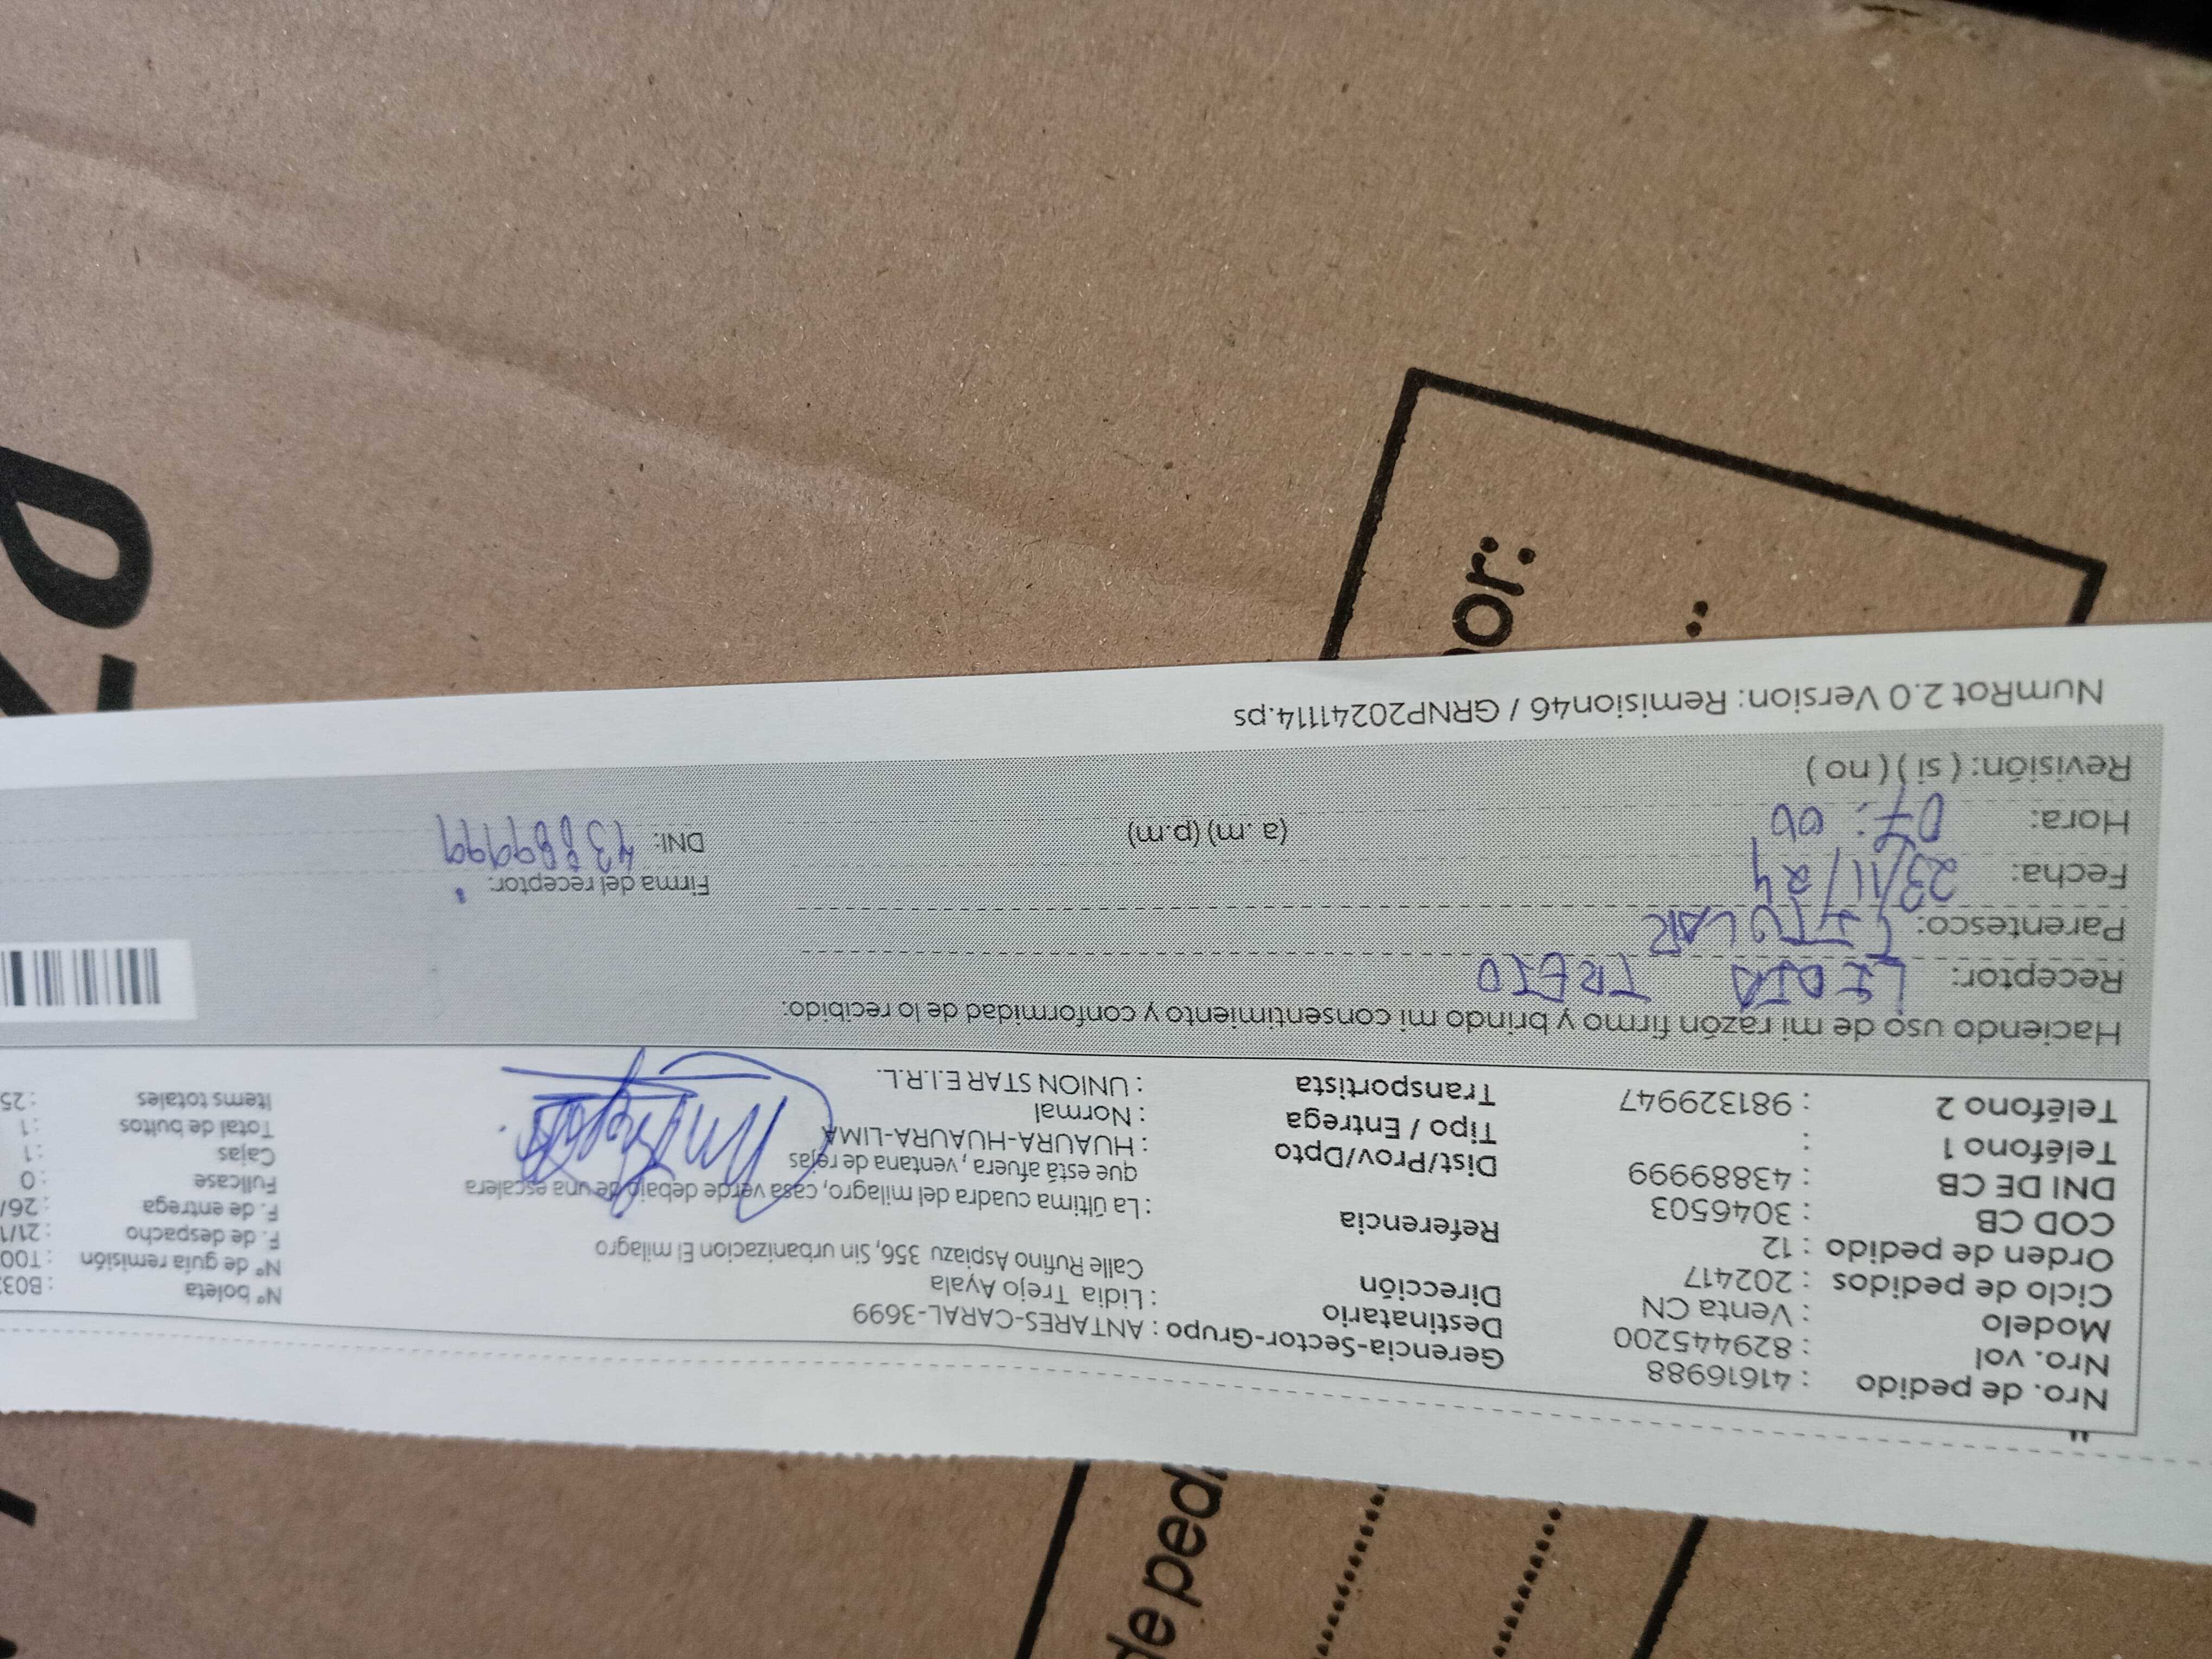 Nro. de pedido : 41616988
Nro. vol : 829445200
Modelo : Venta CN
Ciclo de pedidos : 202417
Orden de pedido : 12
COD CB : 3046503
DNI DE CB : 43889999
Teléfono 1 :
Teléfono 2 : 981329947
Gerencia-Sector-Grupo : ANTARES-CARAL-3699
Destinatario : Lidia Trejo Ayala
Dirección Calle Rufino Aspiazu 356, Sin urbanizacion El milagro
Referencia : La última cuadra del milagro, casa verde debajo de una escalera
que está afuera, ventana de rejas
Dist/Prov/Dpto : HUAURA-HUAURA-LIMA
Tipo / Entrega : Normal
Transportista : UNION STAR E.I.R.L.
Nº boleta : B03
Nº de guía remisión : T00
F. de despacho : 21/1
F. de entrega : 26/
Fullcase : 0
Cajas : 1
Total de bultos : 1
Items totales : 25
Haciendo uso de mi razón firmo y brindo mi consentimiento y conformidad de lo recibido:
Receptor: LIDIA TREJO
Parentesco: TITULAR
Fecha: 23/11/24
Hora: 07:00 (a.m) (p.m)
Revisión: ( si ) ( no )
Firma del receptor:
DNI: 43889999
NumRot 2.0 Version: Remision46 / GRNP20241114.ps
por:
de pedi